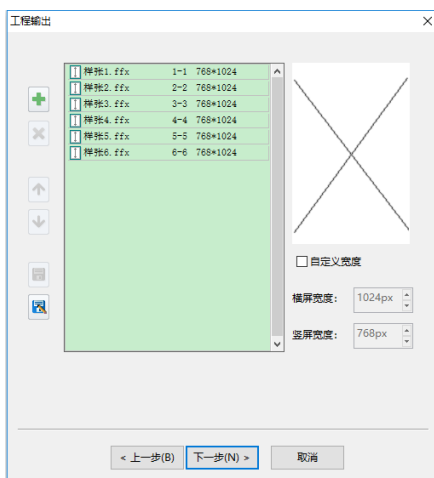 工程输出
样张1.ffx 1-1 768*1024
样张2.ffx 2-2 768*1024
样张3.ffx 3-3 768*1024
样张4.ffx 4-4 768*1024
样张5.ffx 5-5 768*1024
样张6.ffx 6-6 768*1024
自定义宽度
横屏宽度: 1024px
竖屏宽度: 768px
< 上一步(B) 下一步(N) > 取消